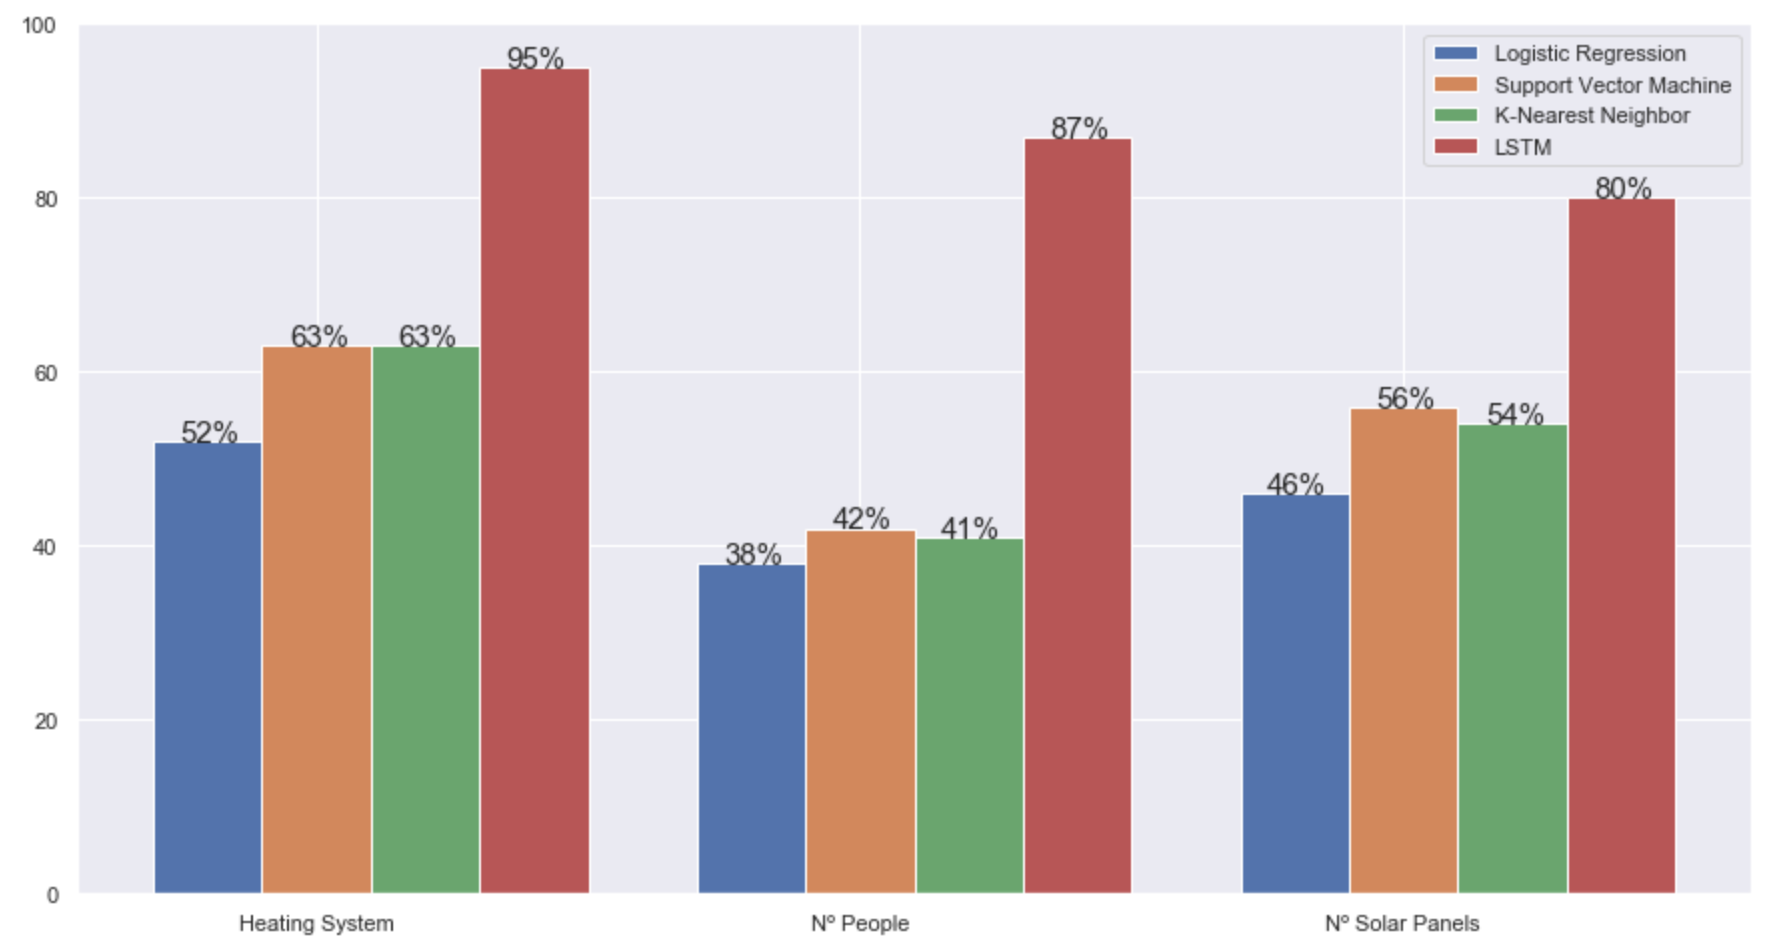 100
80
60
40
20
0
52%
63%
63%
95%
38%
42%
41%
87%
46%
56%
54%
80%
Heating System
Nº People
Nº Solar Panels
Logistic Regression
Support Vector Machine
K-Nearest Neighbor
LSTM